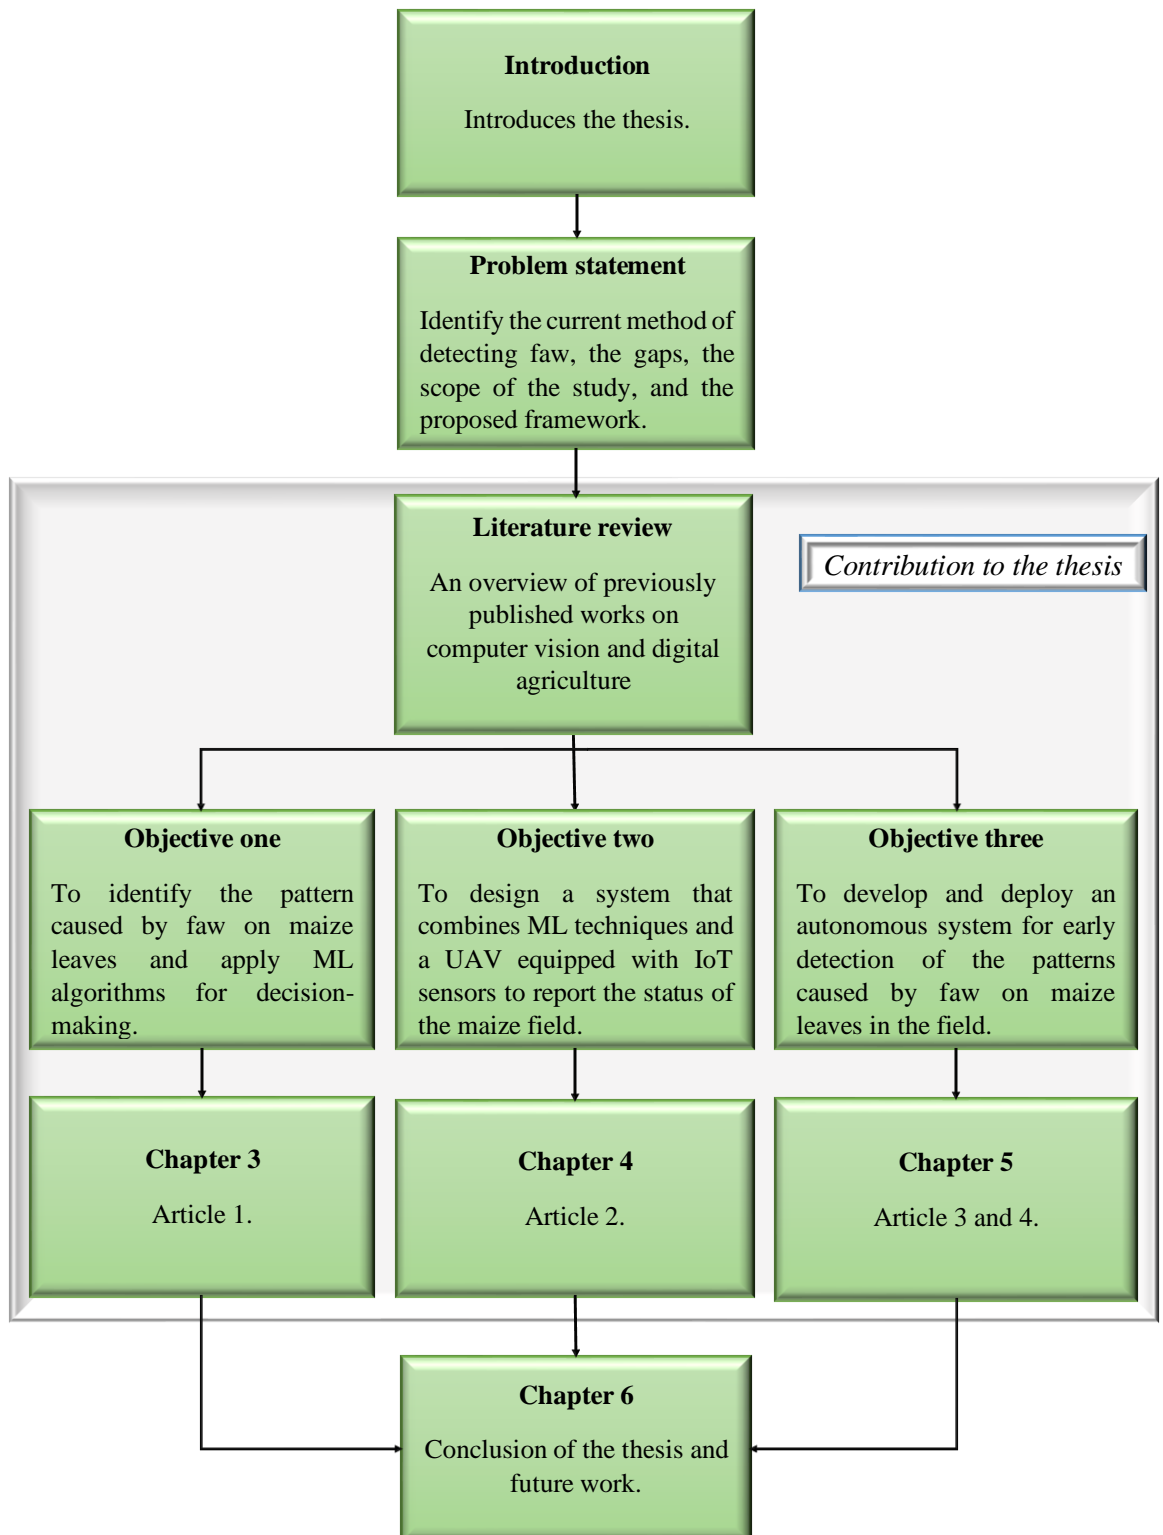 Introduction
Introduces the thesis.
Problem statement
Identify the current method of
detecting faw, the gaps, the
scope of the study, and the
proposed framework.
Literature review
An overview of previously
published works on
computer vision and digital
agriculture
Contribution to the thesis
Objective one
To identify the pattern
caused by faw on maize
leaves and apply ML
algorithms for decision-
making.
Objective two
To design a system that
combines ML techniques and
a UAV equipped with IoT
sensors to report the status of
the maize field.
Objective three
To develop and deploy an
autonomous system for early
detection of the patterns
caused by faw on maize
leaves in the field.
Chapter 3
Article 1.
Chapter 4
Article 2.
Chapter 5
Article 3 and 4.
Chapter 6
Conclusion of the thesis and
future work.